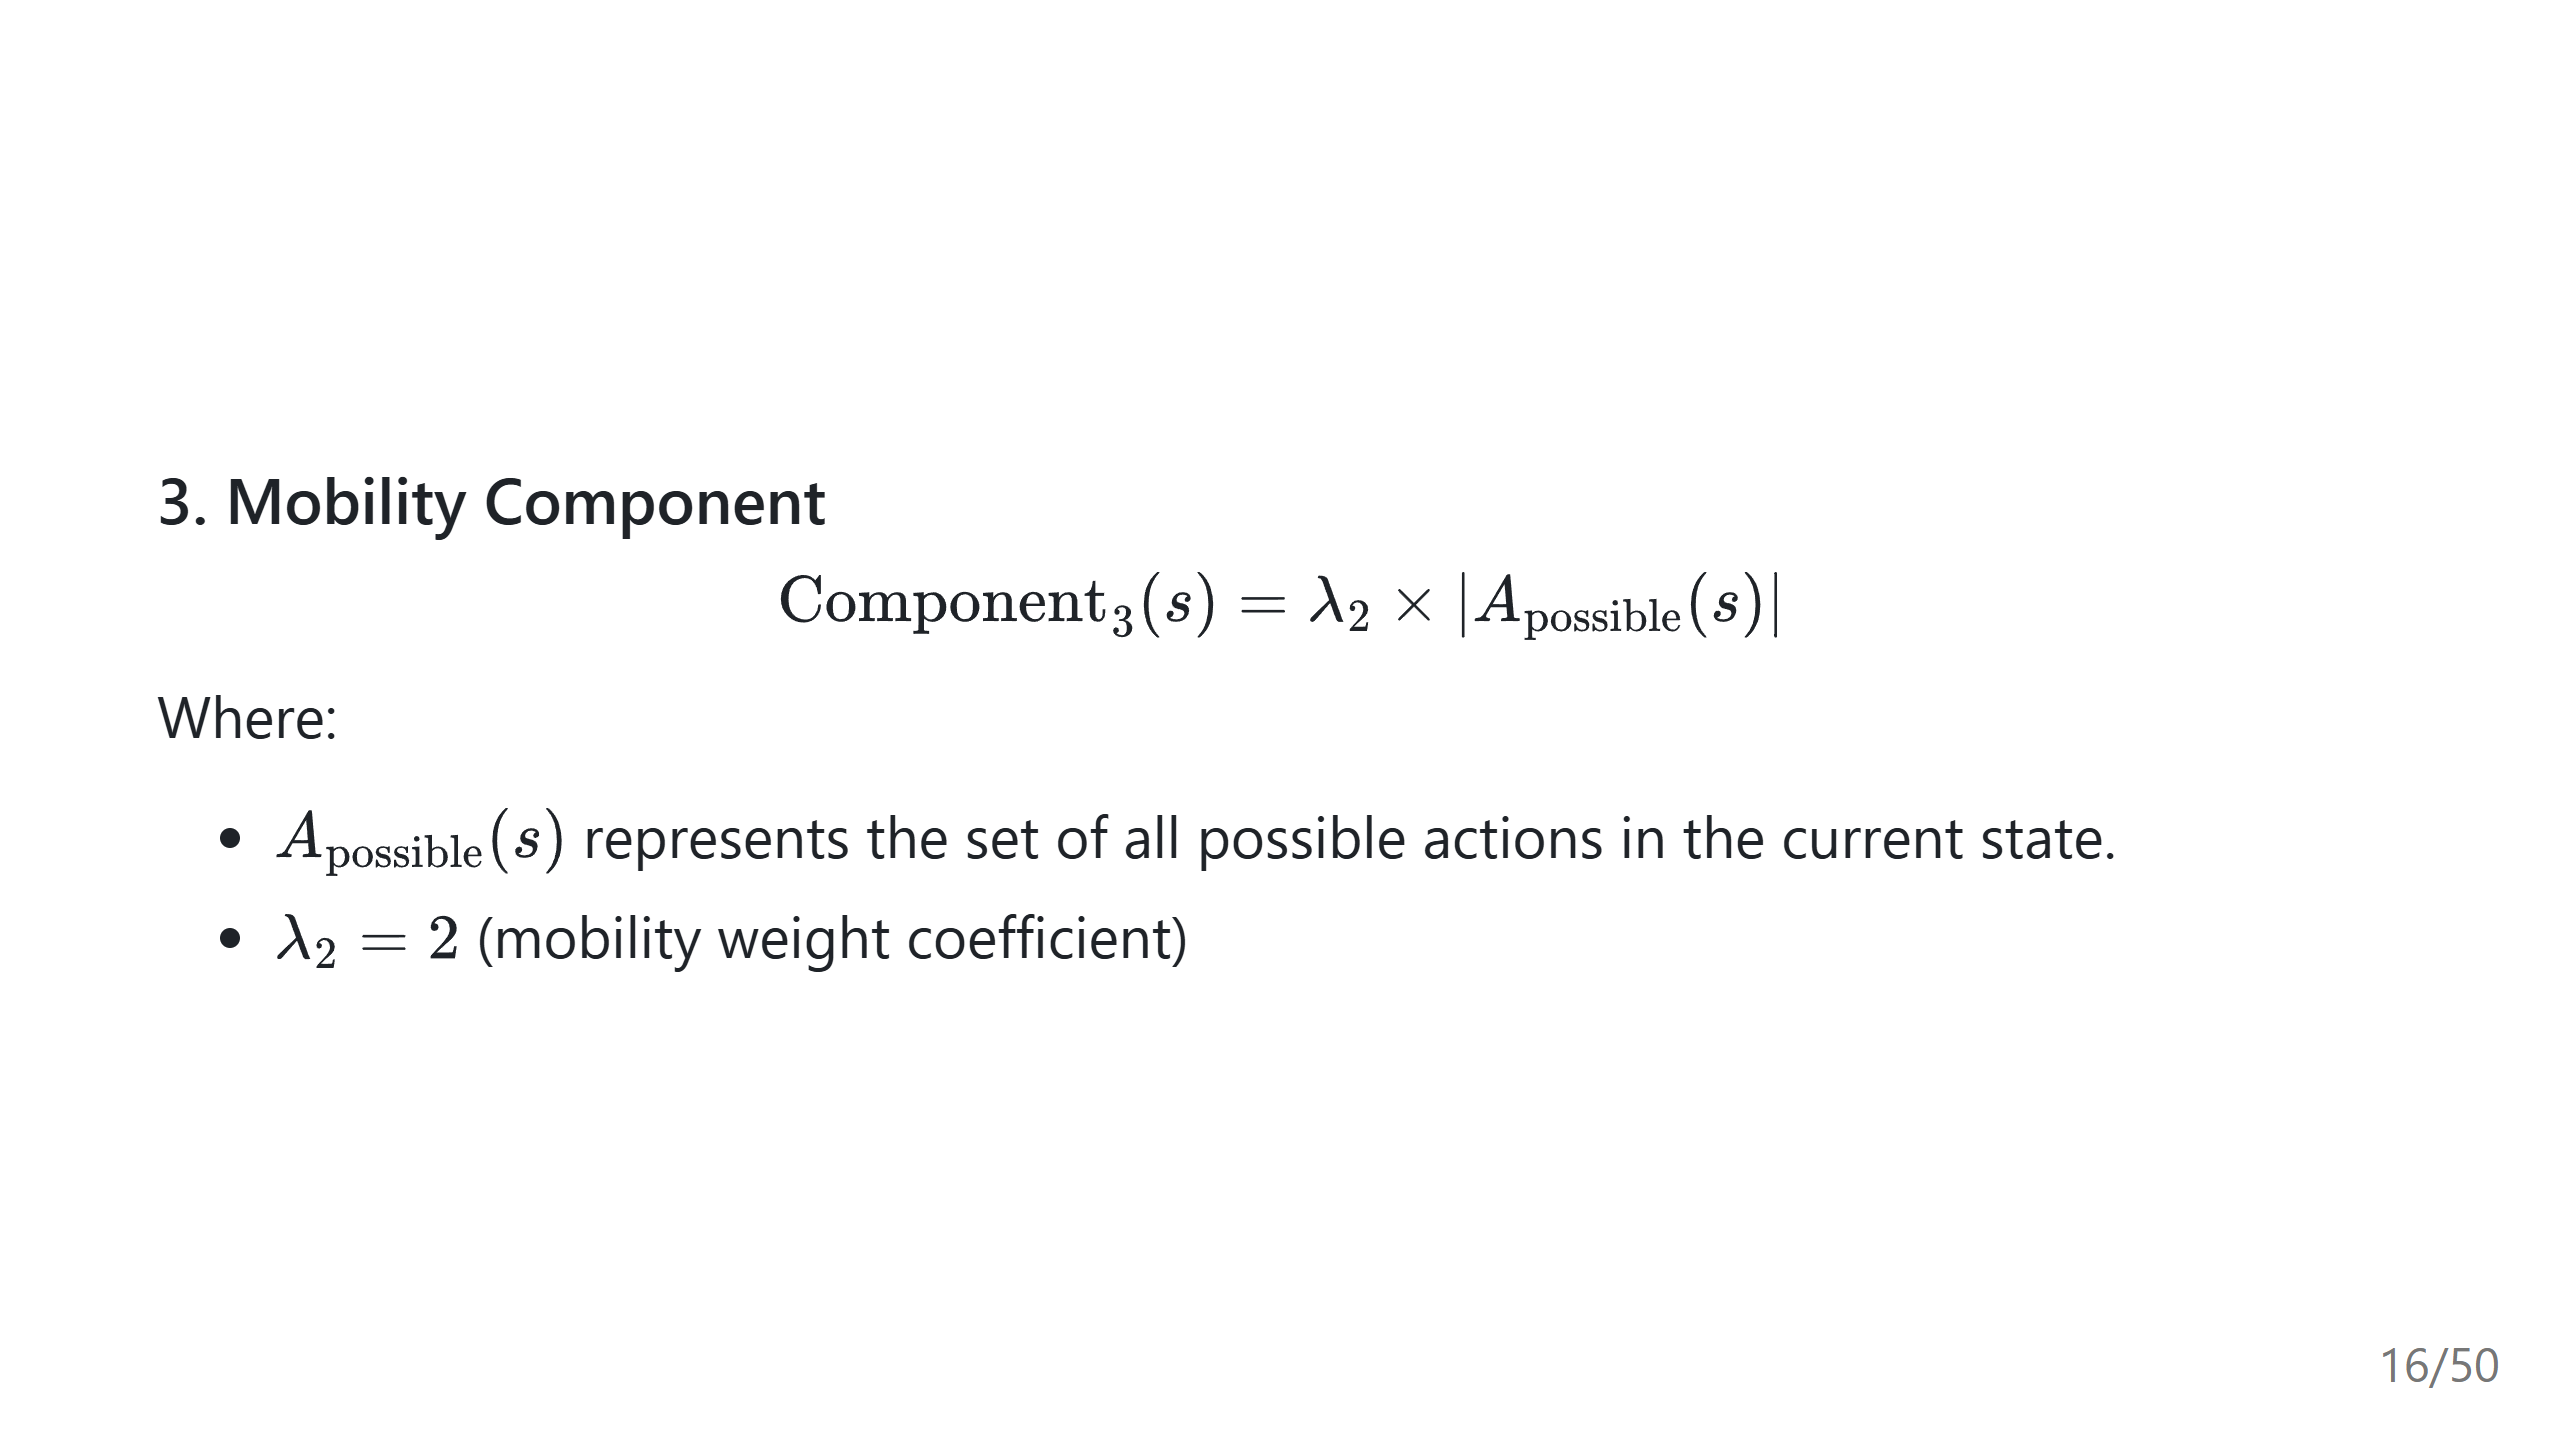 3. Mobility Component
Component₃(s) = λ₂ × |A_possible(s)|
Where:
• A_possible(s) represents the set of all possible actions in the current state.
• λ₂ = 2 (mobility weight coefficient)
16/50